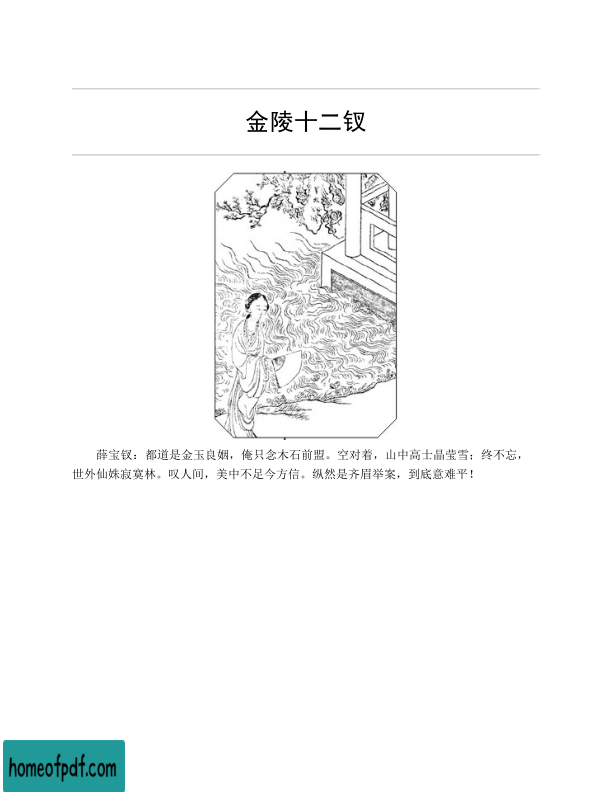 金陵十二钗
薛宝钗：都道是金玉良姻，俺只念木石前盟。空对着，山中高士晶莹雪；终不忘，
世外仙姝寂寞林。叹人间，美中不足今方信。纵然是齐眉举案，到底意难平！
homeofpdf.com